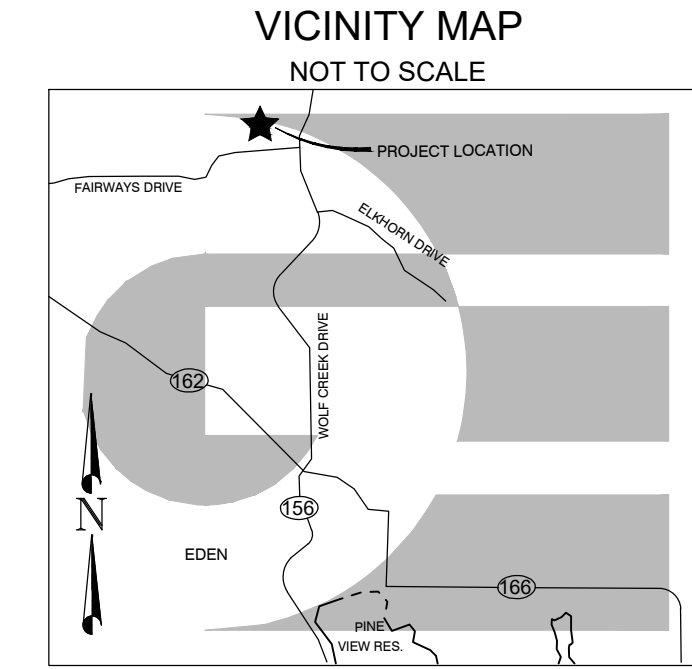 VICINITY MAP
NOT TO SCALE
PROJECT LOCATION
FAIRWAYS DRIVE
ELKHORN DRIVE
WOLF CREEK DRIVE
162
N
156
EDEN
166
PINE
VIEW RES.